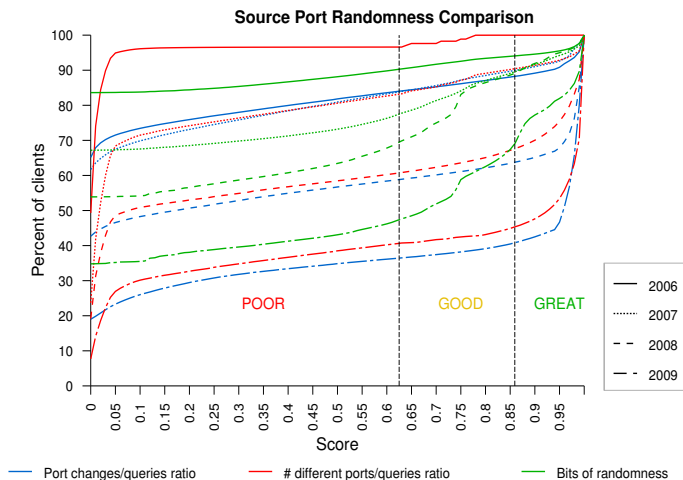 Source Port Randomness Comparison
Percent of clients
100
90
80
70
60
50
40
30
20
10
0
POOR
GOOD
GREAT
2006
2007
2008
2009
0 0.05 0.1 0.15 0.2 0.25 0.3 0.35 0.4 0.45 0.5 0.55 0.6 0.65 0.7 0.75 0.8 0.85 0.9 0.95
Score
Port changes/queries ratio
# different ports/queries ratio
Bits of randomness